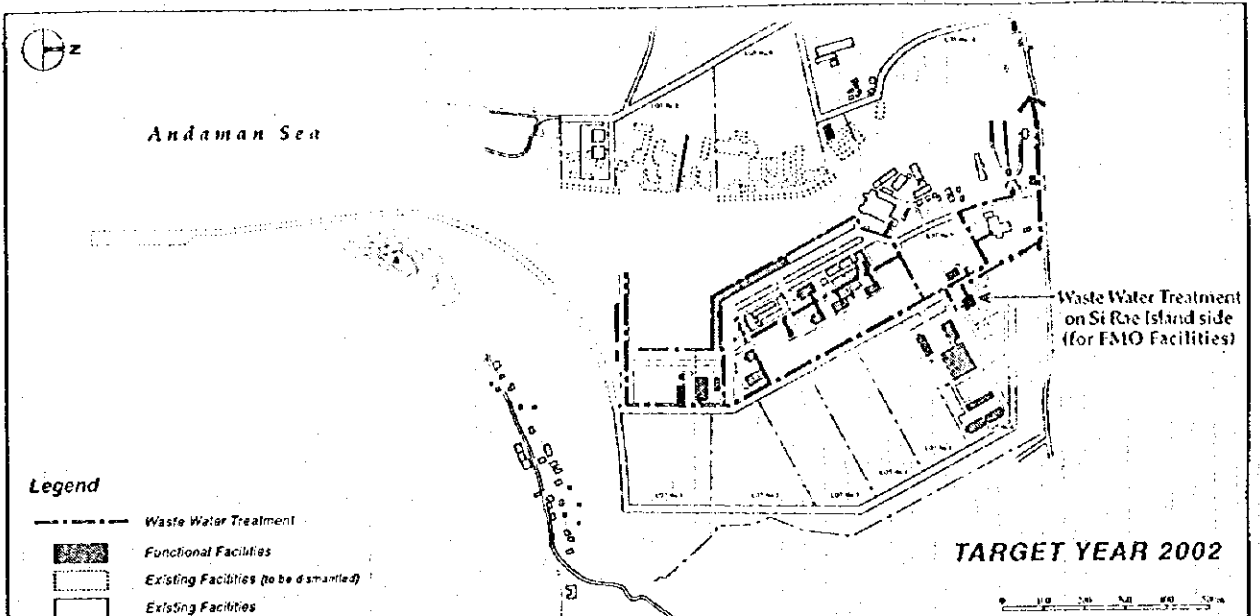 N
Andaman Sea
Waste Water Treatment
on Si Rae Island side
(for FMO Facilities)
Legend
Waste Water Treatment
Functional Facilities
Existing Facilities (to be dismantled)
Existing Facilities
TARGET YEAR 2002